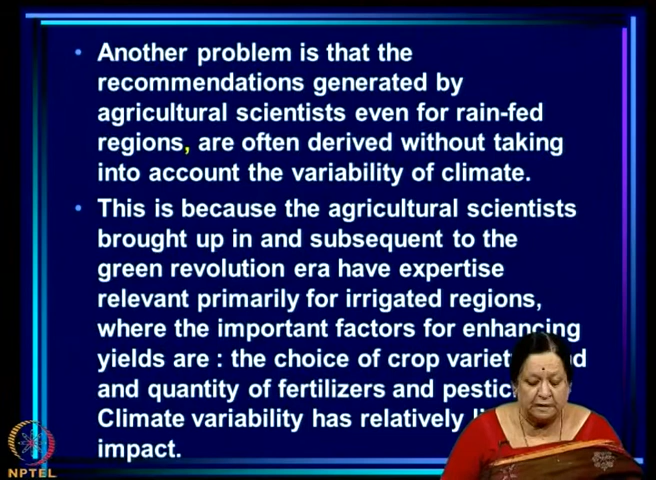 • Another problem is that the
recommendations generated by
agricultural scientists even for rain-fed
regions, are often derived without taking
into account the variability of climate.
• This is because the agricultural scientists
brought up in and subsequent to the
green revolution era have expertise
relevant primarily for irrigated regions,
where the important factors for enhancing
yields are : the choice of crop
and quantity of fertilizers and
Climate variability has relatively
impact.
NPTEL